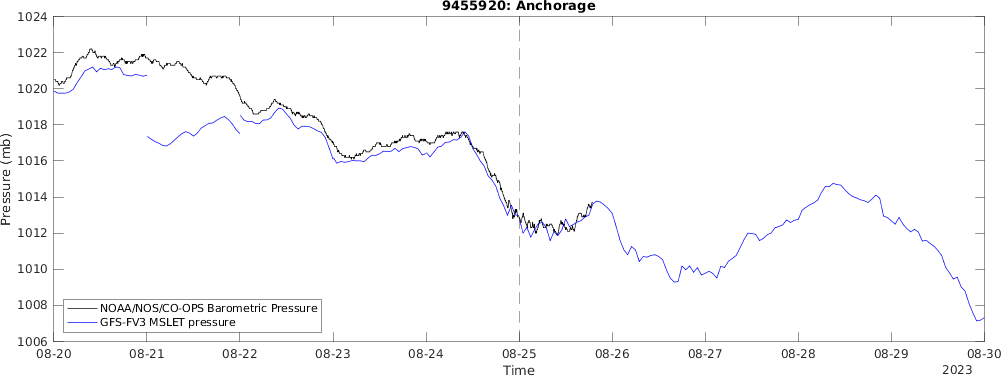 9455920: Anchorage
1024
1022
1020
1018
1016
1014
1012
1010
1008
1006
Pressure (mb)
NOAA/NOS/CO-OPS Barometric Pressure
GFS-FV3 MSLET pressure
08-20 08-21 08-22 08-23 08-24 08-25 08-26 08-27 08-28 08-29 08-30
Time
2023